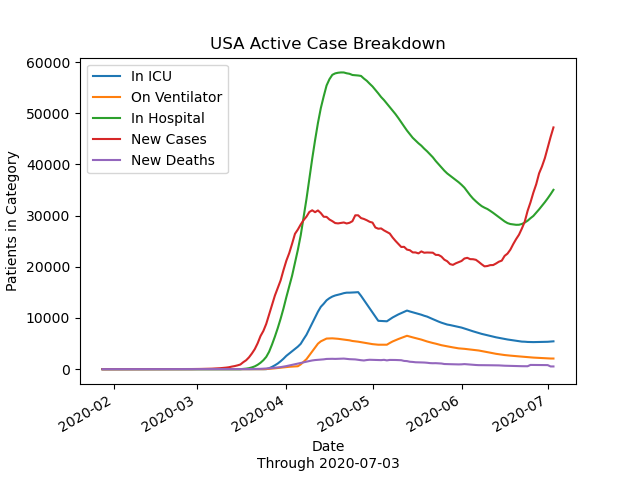 USA Active Case Breakdown
In ICU
On Ventilator
In Hospital
New Cases
New Deaths
60000
50000
40000
30000
20000
10000
0
Patients in Category
2020-02
2020-03
2020-04
2020-05
2020-06
2020-07
Date
Through 2020-07-03